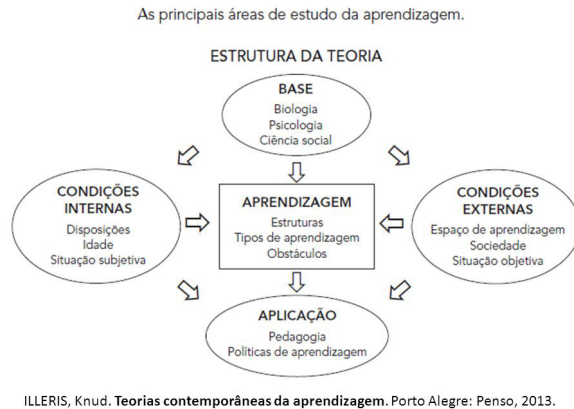 As principais áreas de estudo da aprendizagem.
ESTRUTURA DA TEORIA
BASE
Biologia
Psicologia
Ciência social
CONDIÇÕES
INTERNAS
Disposições
Idade
Situação subjetiva
APRENDIZAGEM
Estruturas
Tipos de aprendizagem
Obstáculos
CONDIÇÕES
EXTERNAS
Espaço de aprendizagem
Sociedade
Situação objetiva
APLICAÇÃO
Pedagogia
Políticas de aprendizagem
ILLERIS, Knud. Teorias contemporâneas da aprendizagem. Porto Alegre: Penso, 2013.